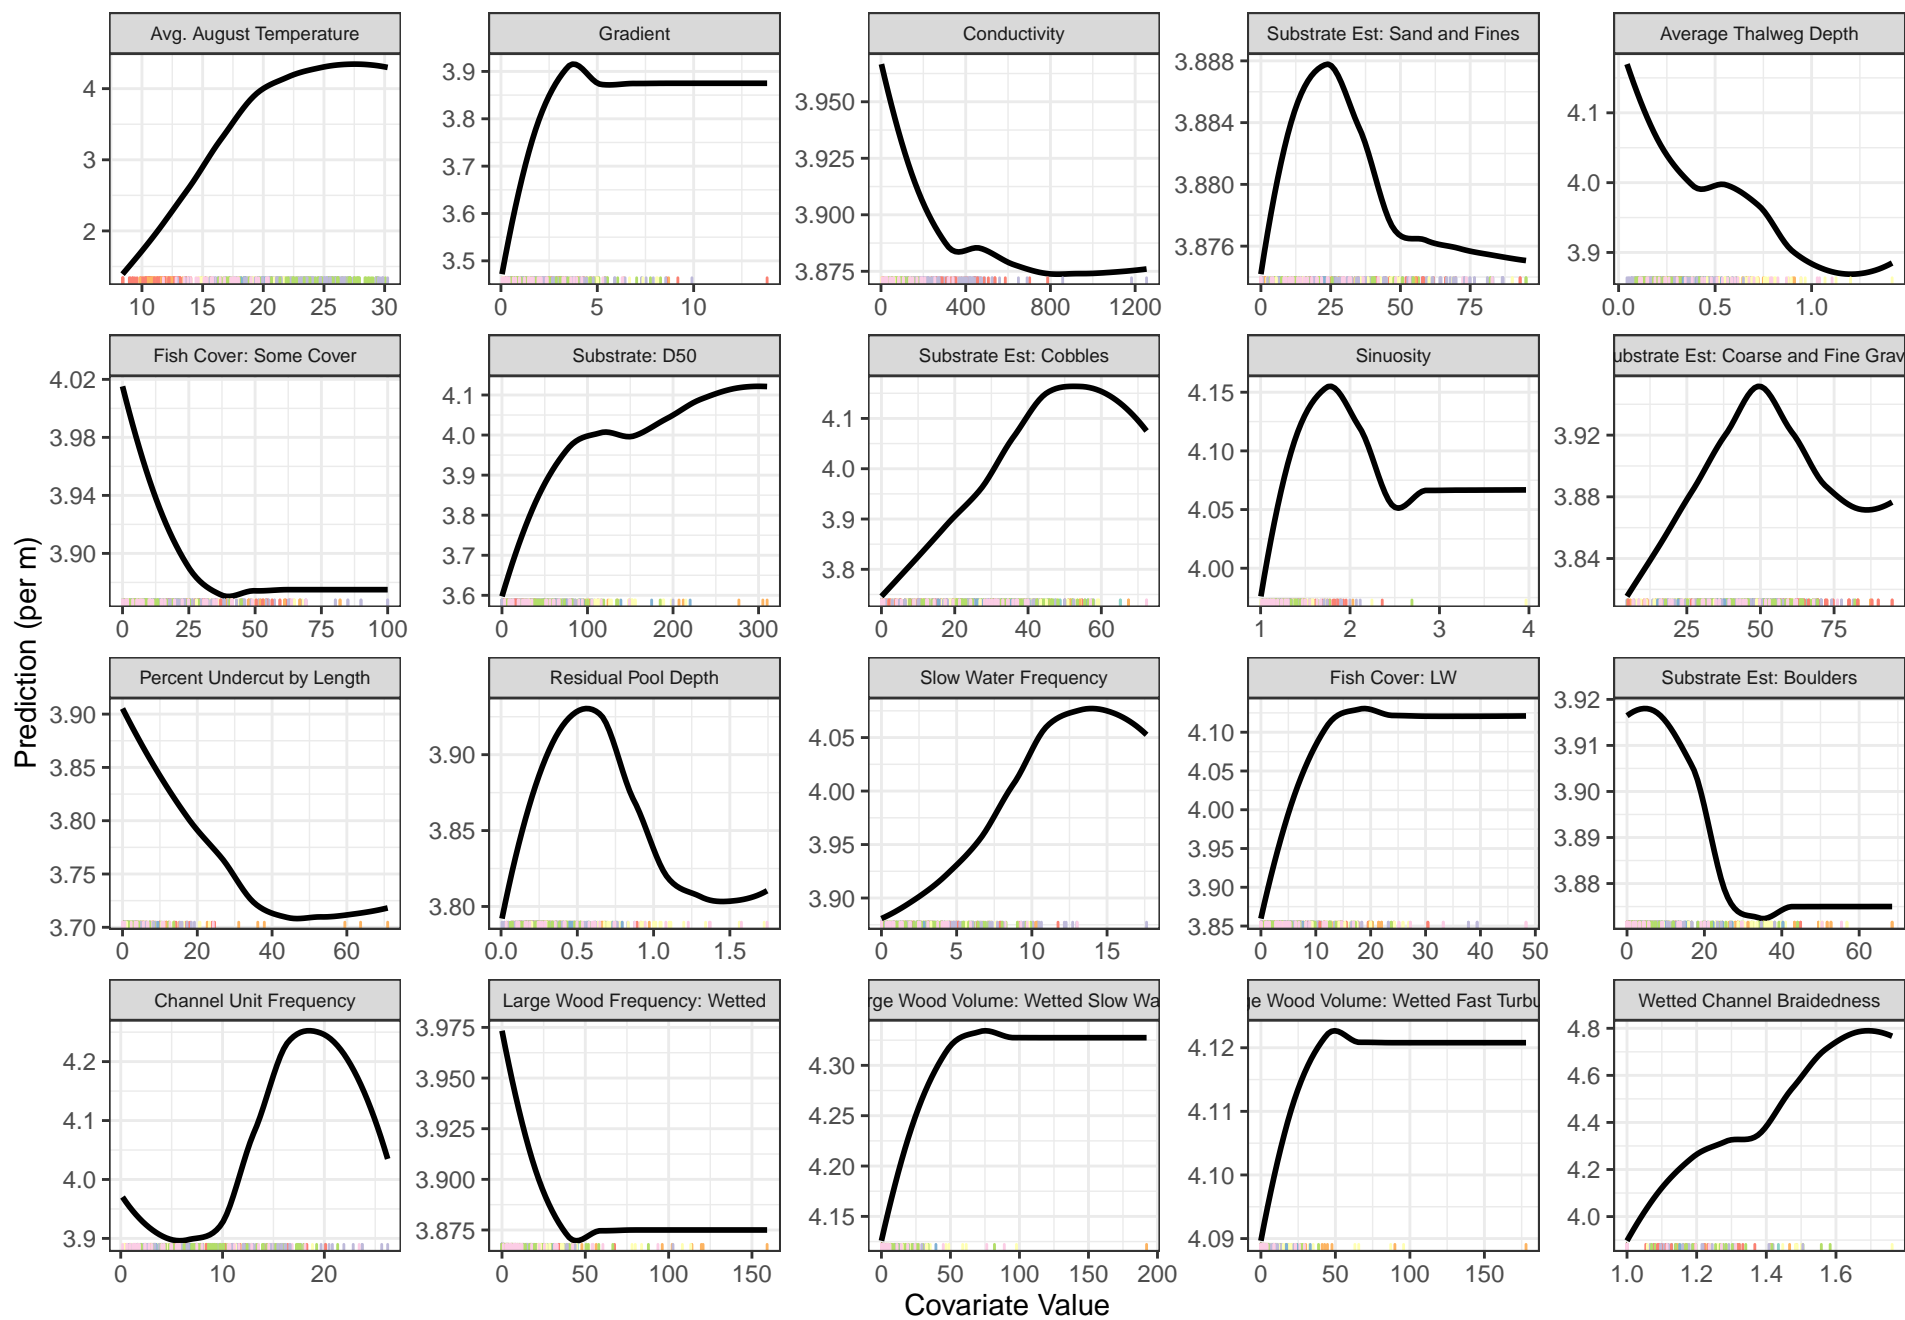 Avg. August Temperature
Gradient
Conductivity
Substrate Est: Sand and Fines
Average Thalweg Depth
4
3
2
10 15 20 25 30
3.9
3.8
3.7
3.6
3.5
0 5 10
3.950
3.925
3.900
3.875
0 400 800 1200
3.888
3.884
3.880
3.876
0 25 50 75
4.1
4.0
3.9
0.0 0.5 1.0
Fish Cover: Some Cover
Substrate: D50
Substrate Est: Cobbles
Sinuosity
ubstrate Est: Coarse and Fine Grav
4.02
3.98
3.94
3.90
0 25 50 75 100
4.1
4.0
3.9
3.8
3.7
3.6
0 100 200 300
4.1
4.0
3.9
3.8
0 20 40 60
4.15
4.10
4.05
4.00
1 2 3 4
3.92
3.88
3.84
25 50 75
Prediction (per m)
Percent Undercut by Length
Residual Pool Depth
Slow Water Frequency
Fish Cover: LW
Substrate Est: Boulders
3.90
3.85
3.80
3.75
3.70
0 20 40 60
3.90
3.85
3.80
0.0 0.5 1.0 1.5
4.05
4.00
3.95
3.90
0 5 10 15
4.10
4.05
4.00
3.95
3.90
3.85
0 10 20 30 40 50
3.92
3.91
3.90
3.89
3.88
0 20 40 60
Channel Unit Frequency
Large Wood Frequency: Wetted
rge Wood Volume: Wetted Slow Wa
e Wood Volume: Wetted Fast Turbu
Wetted Channel Braidedness
4.2
4.1
4.0
3.9
0 10 20
3.975
3.950
3.925
3.900
3.875
0 50 100 150
4.30
4.25
4.20
4.15
0 50 100 150 200
4.12
4.11
4.10
4.09
0 50 100 150
4.8
4.6
4.4
4.2
4.0
1.0 1.2 1.4 1.6
Covariate Value